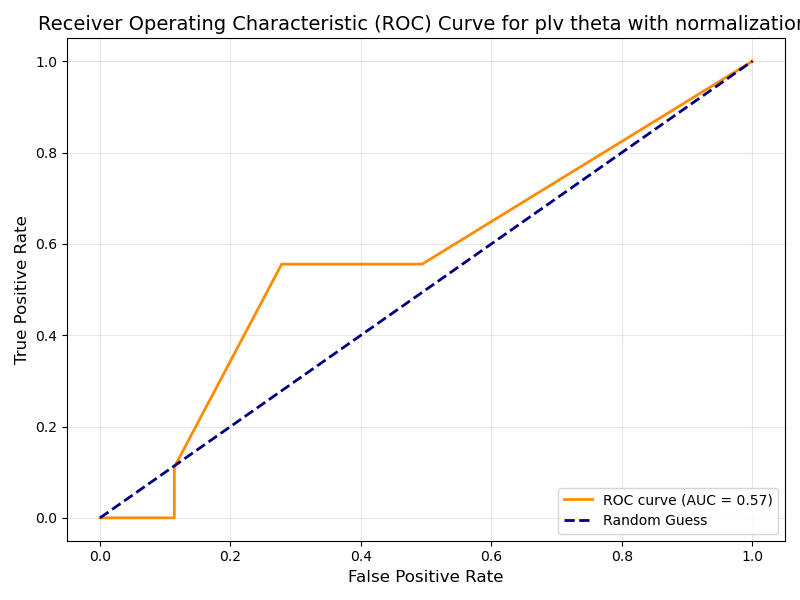 Receiver Operating Characteristic (ROC) Curve for plv theta with normalization
1.0
0.8
0.6
0.4
0.2
0.0
True Positive Rate
0.0 0.2 0.4 0.6 0.8 1.0
False Positive Rate
ROC curve (AUC = 0.57)
Random Guess